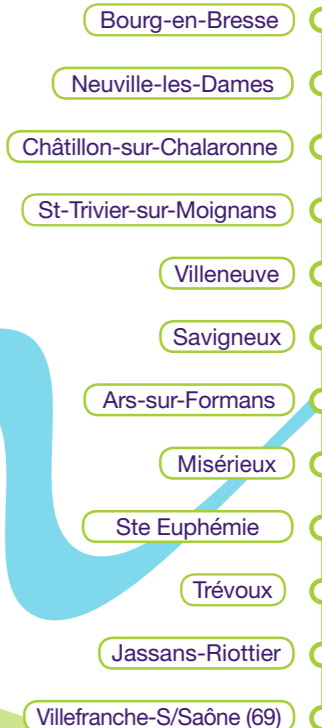 Bourg-en-Bresse
Neuville-les-Dames
Châtillon-sur-Chalaronne
St-Trivier-sur-Moignans
Villeneuve
Savigneux
Ars-sur-Formans
Misérieux
Ste Euphémie
Trévoux
Jassans-Riottier
Villefranche-S/Saône (69)